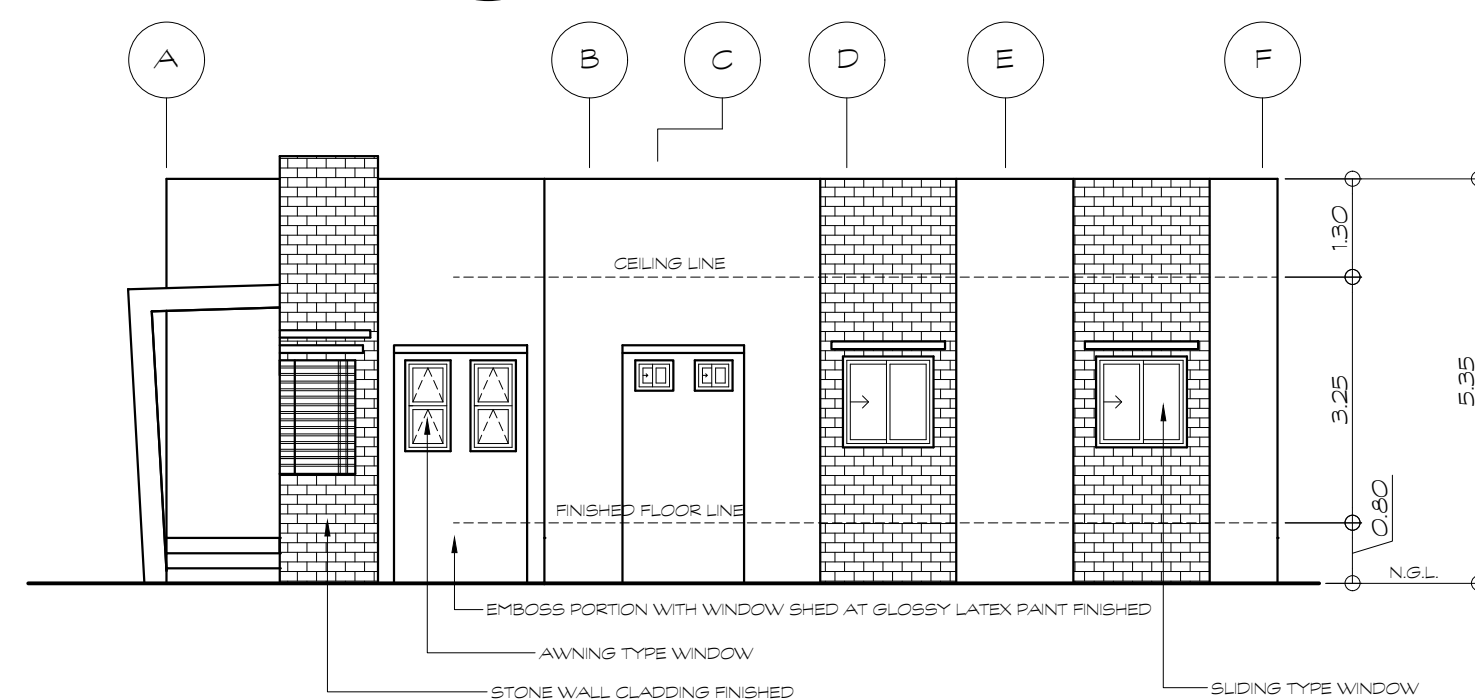 A
B
C
D
E
F
CEILING LINE
1.30
3.25
5.35
FINISHED FLOOR LINE
0.80
N.G.L.
EMBOSS PORTION WITH WINDOW SHED AT GLOSSY LATEX PAINT FINISHED
AWNING TYPE WINDOW
STONE WALL CLADDING FINISHED
SLIDING TYPE WINDOW